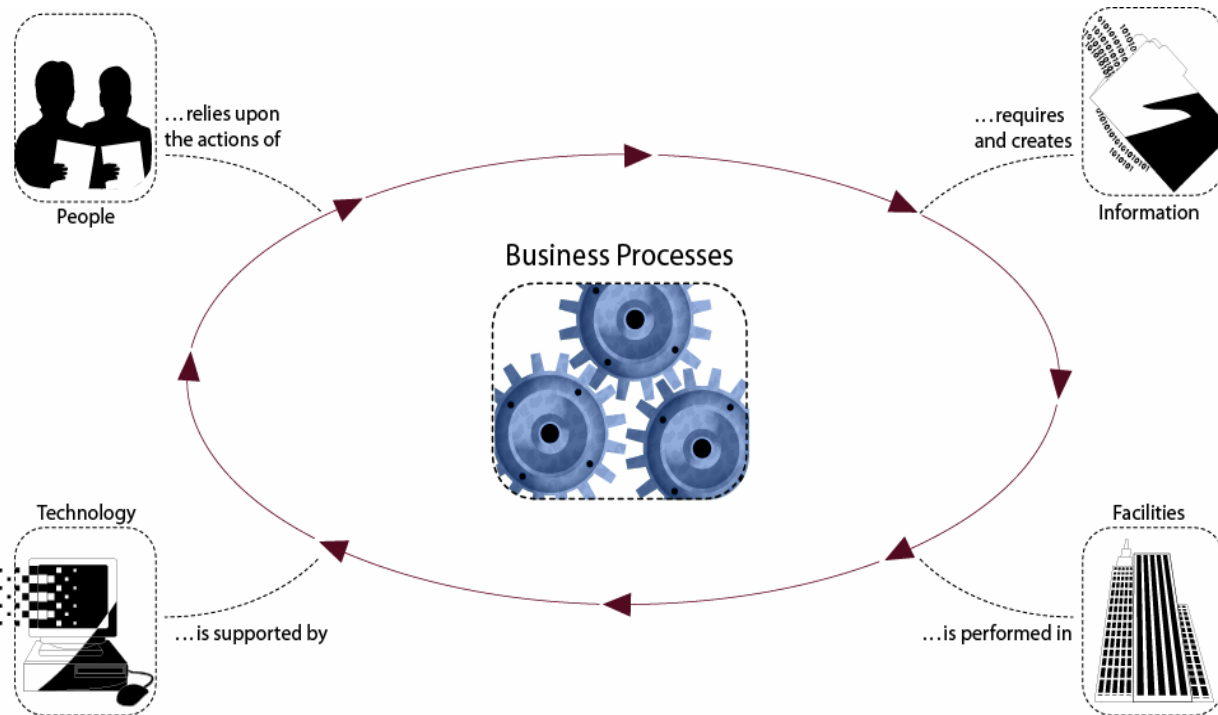 …relies upon
the actions of
People
…requires
and creates
Information
Business Processes
Technology
…is supported by
Facilities
…is performed in